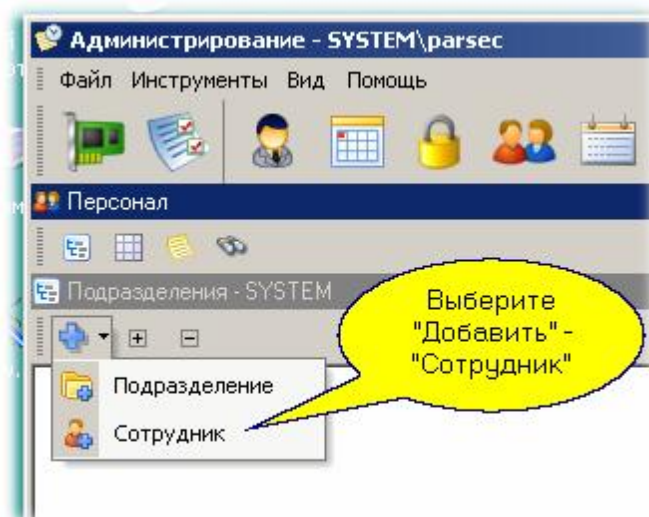 Администрирование - SYSTEM\parsec
Файл Инструменты Вид Помощь
Персонал
Подразделения - SYSTEM
Выберите
"Добавить" -
"Сотрудник"
Подразделение
Сотрудник